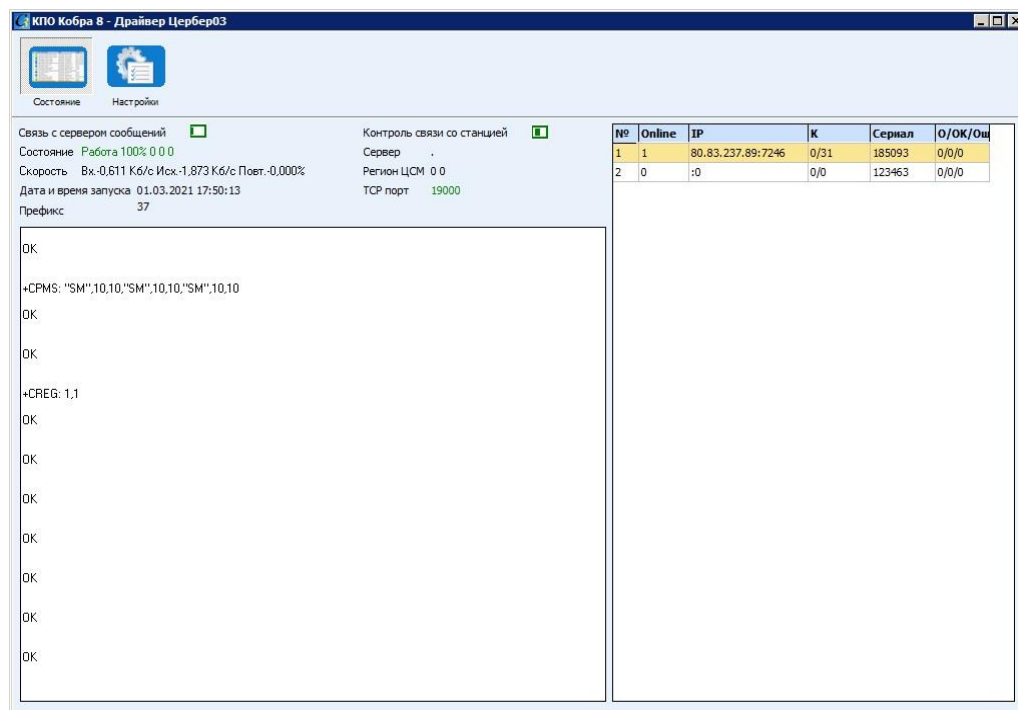 КПО Кобра 8 - Драйвер Цербер03
Состояние Настройки
Связь с сервером сообщений
Состояние Работа 100% 0 0 0
Скорость Вх.-0,611 Кб/с Исх.-1,873 Кб/с Повт.-0,000%
Дата и время запуска 01.03.2021 17:50:13
Префикс 37
Контроль связи со станцией
Сервер .
Регион ЦСМ 0 0
TCP порт 19000
OK
+CPMS: "SM",10,10,"SM",10,10,"SM",10,10
OK
OK
+CREG: 1,1
OK
OK
OK
OK
OK
OK
OK
№ Online IP К Сериал О/ОК/Ош
1 1 80.83.237.89:7246 0/31 185093 0/0/0
2 0 :0 0/0 123463 0/0/0